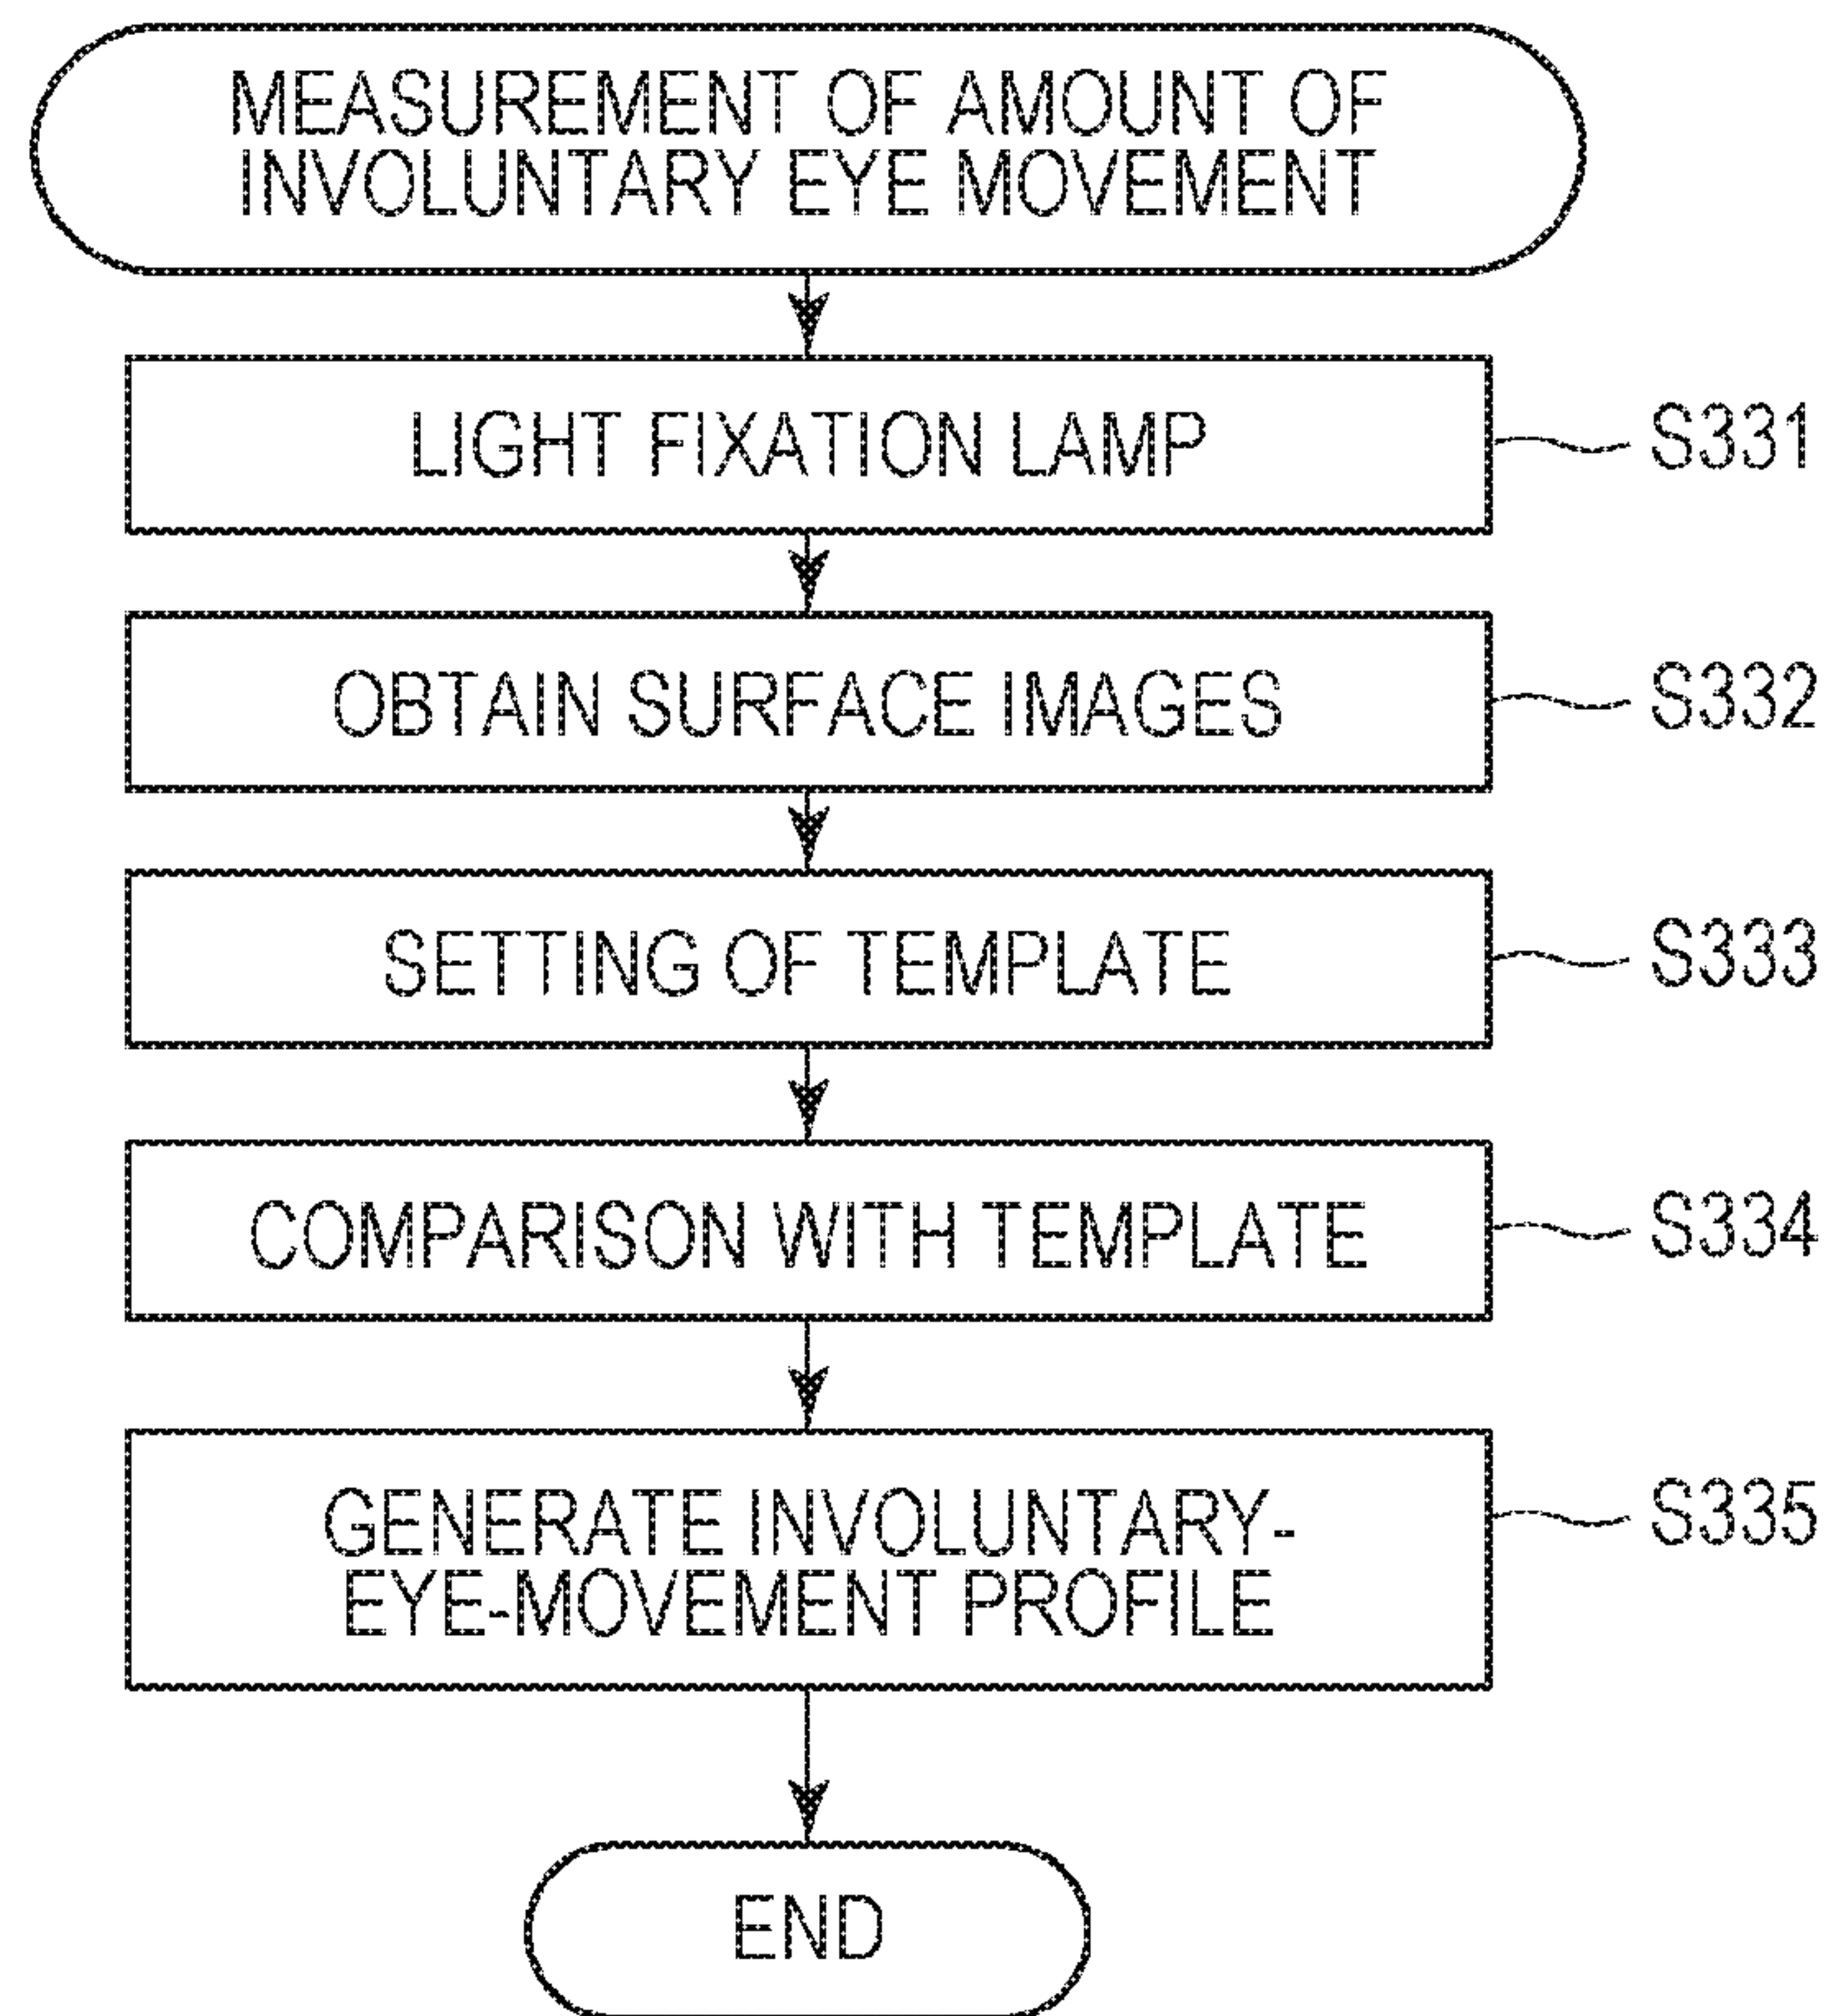 MEASUREMENT OF AMOUNT OF
INVOLUNTARY EYE MOVEMENT
LIGHT FIXATION LAMP
S331
OBTAIN SURFACE IMAGES
S332
SETTING OF TEMPLATE
S333
COMPARISON WITH TEMPLATE
S334
GENERATE INVOLUNTARY-
EYE-MOVEMENT PROFILE
S335
END